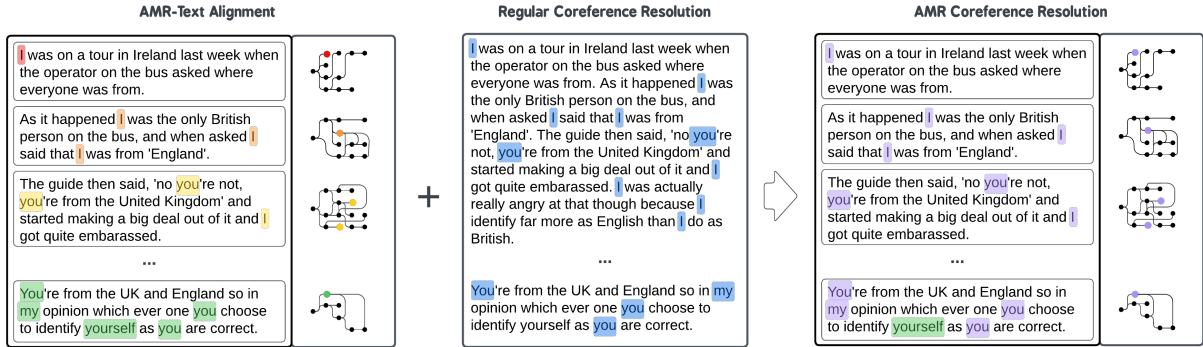 AMR-Text Alignment
I was on a tour in Ireland last week when
the operator on the bus asked where
everyone was from.
As it happened I was the only British
person on the bus, and when asked I
said that I was from 'England'.
The guide then said, 'no you're not,
you're from the United Kingdom' and
started making a big deal out of it and I
got quite embarassed.
...
You're from the UK and England so in
my opinion which ever one you choose
to identify yourself as you are correct.
+
Regular Coreference Resolution
I was on a tour in Ireland last week when
the operator on the bus asked where
everyone was from. As it happened I was
the only British person on the bus, and
when asked I said that I was from
'England'. The guide then said, 'no you're
not, you're from the United Kingdom' and
started making a big deal out of it and I
got quite embarassed. I was actually
really angry at that though because I
identify far more as English than I do as
British.
...
You're from the UK and England so in my
opinion which ever one you choose to
identify yourself as you are correct.
AMR Coreference Resolution
I was on a tour in Ireland last week when
the operator on the bus asked where
everyone was from.
As it happened I was the only British
person on the bus, and when asked I
said that I was from 'England'.
The guide then said, 'no you're not,
you're from the United Kingdom' and
started making a big deal out of it and I
got quite embarassed.
...
You're from the UK and England so in
my opinion which ever one you choose
to identify yourself as you are correct.